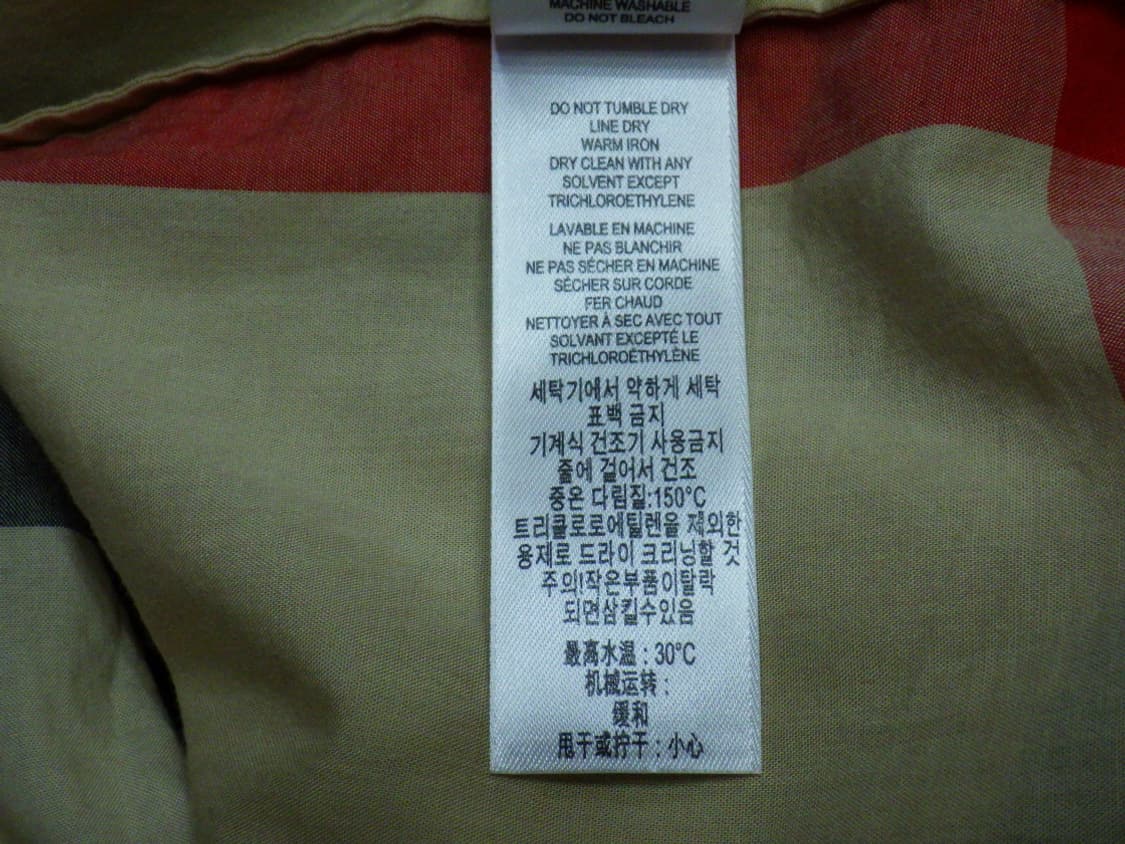 MACHINE WASHABLE
DO NOT BLEACH
DO NOT TUMBLE DRY
LINE DRY
WARM IRON
DRY CLEAN WITH ANY
SOLVENT EXCEPT
TRICHLOROETHYLENE
LAVABLE EN MACHINE
NE PAS BLANCHIR
NE PAS SÉCHER EN MACHINE
SÉCHER SUR CORDE
FER CHAUD
NETTOYER À SEC AVEC TOUT
SOLVANT EXCEPTÉ LE
TRICHLOROÉTHYLÈNE
세탁기에서 약하게 세탁
표백 금지
기계식 건조기 사용금지
줄에 걸어서 건조
중온 다림질:150°C
트리클로로에틸렌을 제외한
용제로 드라이 크리닝할 것
주의!작은부품이탈락
되면삼킬수있음
最高水温：30°C
机械运转：
缓和
甩干或拧干：小心